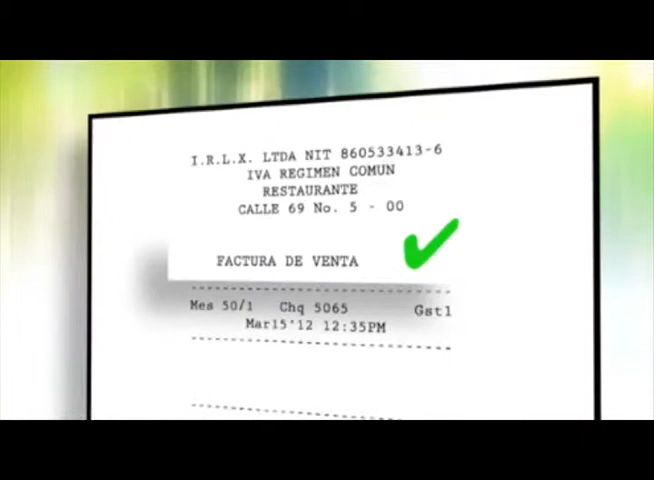 I.R.L.X. LTDA NIT 860533413-6
IVA REGIMEN COMUN
RESTAURANTE
CALLE 69 No. 5 - 00
FACTURA DE VENTA
Mes 50/1 Chq 5065 Gst1
Mar15'12 12:35PM